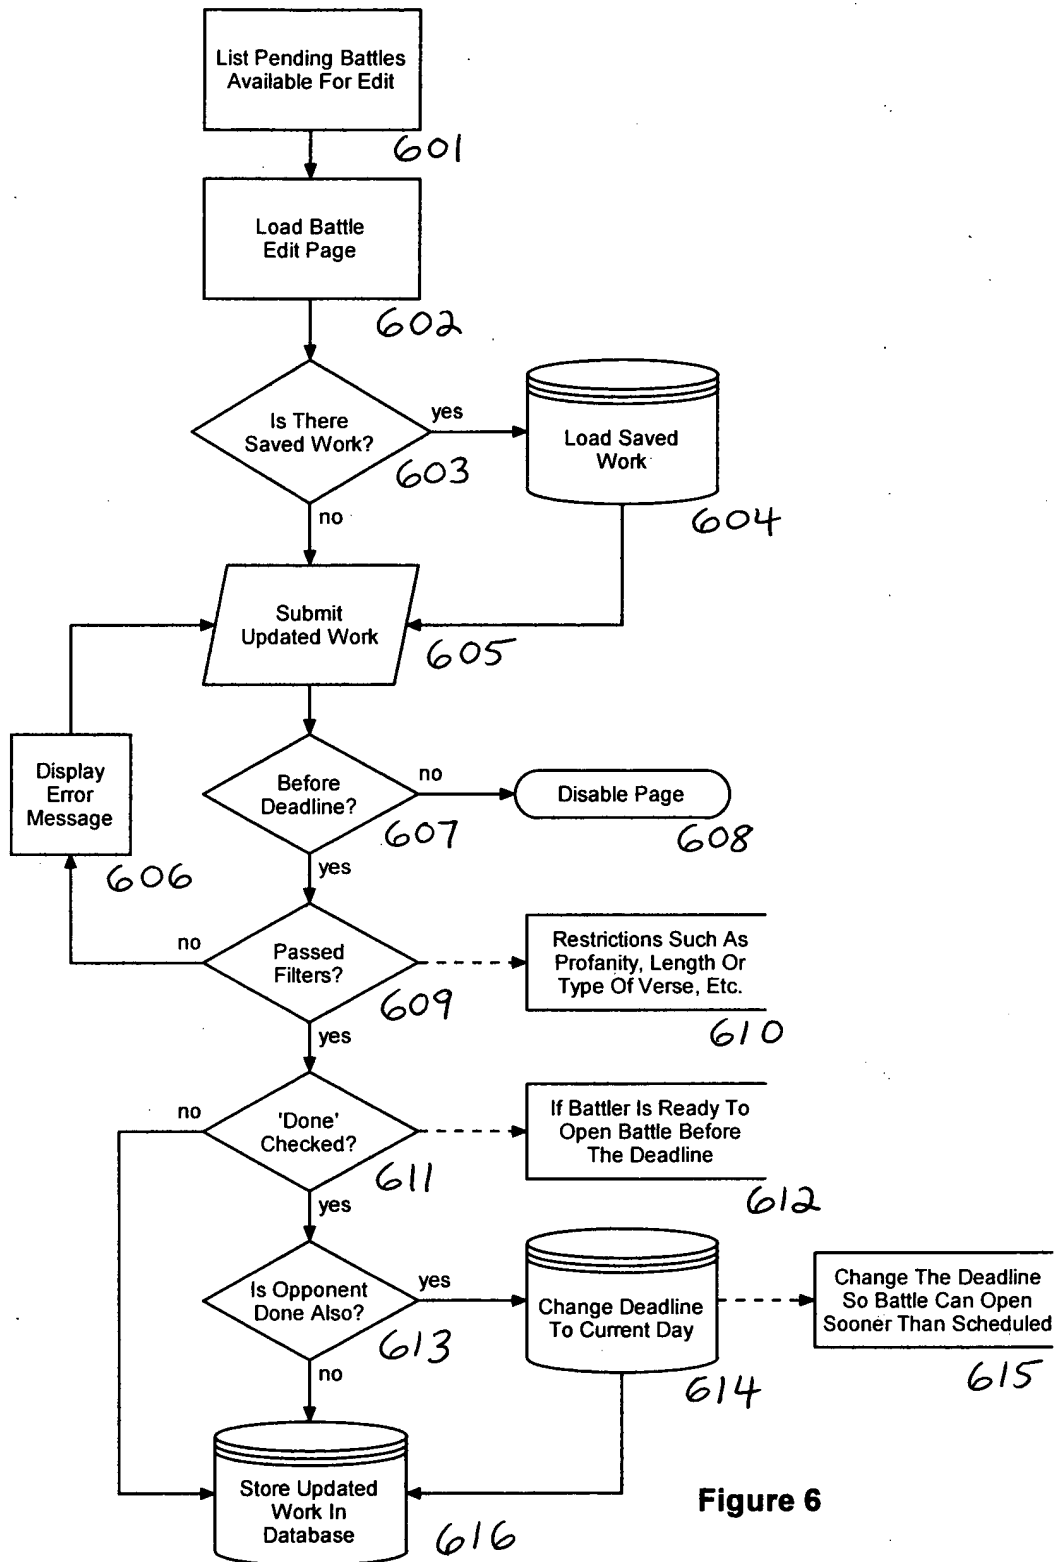 List Pending Battles
Available For Edit
601
Load Battle
Edit Page
602
Is There
Saved Work?
yes
603
no
Load Saved
Work
604
Submit
Updated Work
605
Display
Error
Message
606
Before
Deadline?
no
607
yes
Disable Page
608
Passed
Filters?
no
609
yes
Restrictions Such As
Profanity, Length Or
Type Of Verse, Etc.
610
'Done'
Checked?
no
611
yes
If Battler Is Ready To
Open Battle Before
The Deadline
612
Is Opponent
Done Also?
yes
613
no
Change Deadline
To Current Day
614
Change The Deadline
So Battle Can Open
Sooner Than Scheduled
615
Store Updated
Work In
Database
616
Figure 6